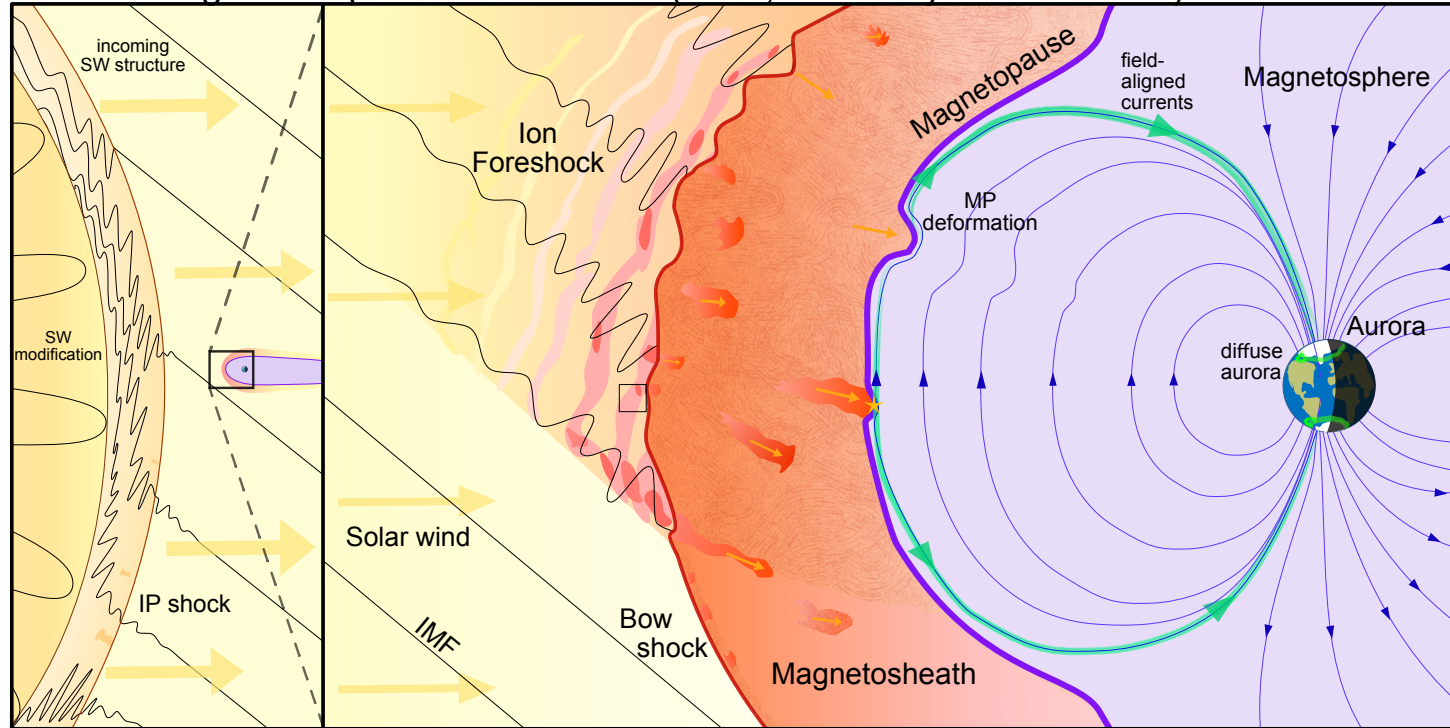 incoming
SW structure
SW
modification
IP shock
Ion
Foreshock
Solar wind
IMF
Bow
shock
Magnetosheath
Magnetopause
field-
aligned
currents
Magnetosphere
MP
deformation
diffuse
aurora
Aurora